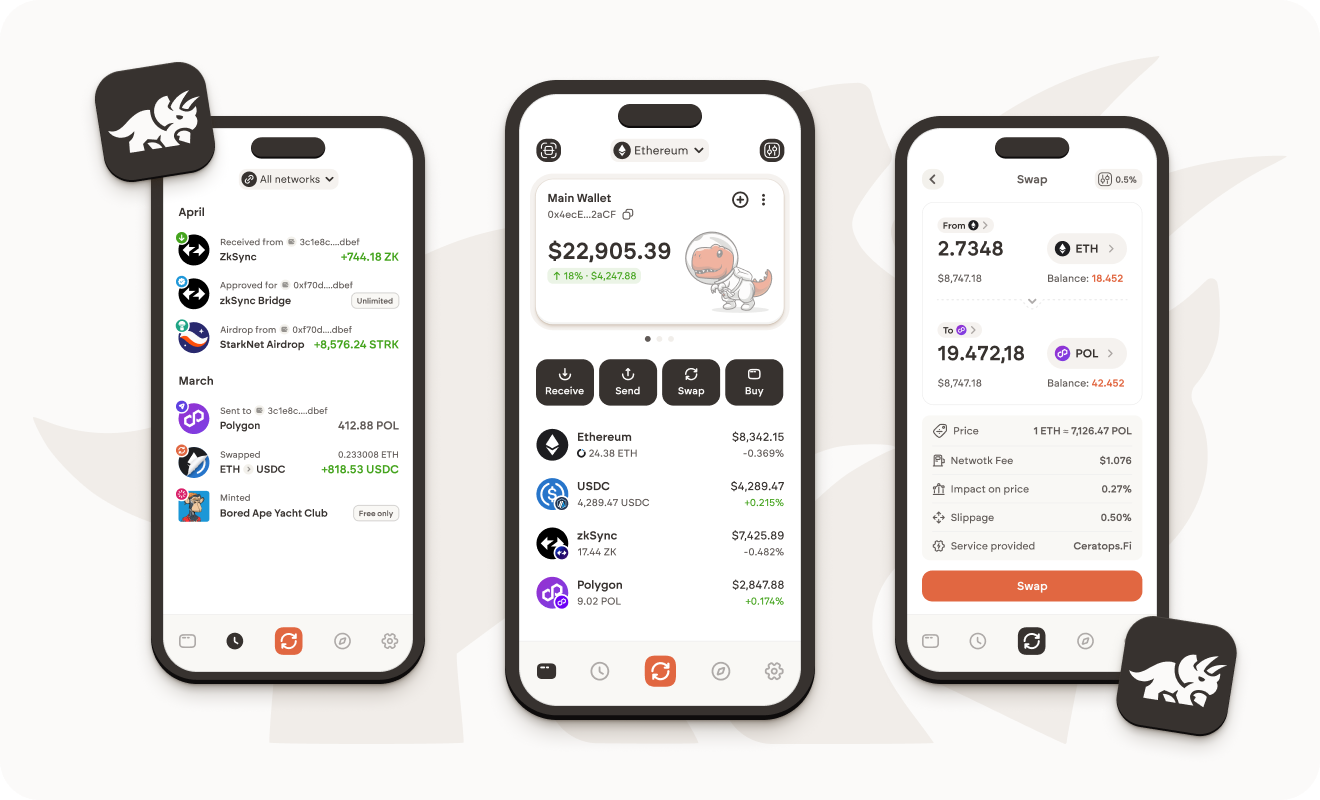 All networks
April
Received from 3c1e8c....dbef
ZkSync +744.18 ZK
Approved for 0xf70d....dbef
zkSync Bridge Unlimited
Airdrop from 0xf70d....dbef
StarkNet Airdrop +8,576.24 STRK
March
Sent to 3c1e8c....dbef
Polygon 412.88 POL
Swapped 0.233008 ETH
ETH > USDC +818.53 USDC
Minted
Bored Ape Yacht Club Free only
Ethereum
Main Wallet
0x4ecE...2aCF
$22,905.39
↑ 18% · $4,247.88
Receive Send Swap Buy
Ethereum $8,342.15
24.38 ETH -0.369%
USDC $4,289.47
4,289.47 USDC +0.215%
zkSync $7,425.89
17.44 ZK -0.482%
Polygon $2,847.88
9.02 POL +0.174%
Swap 0.5%
From
2.7348 ETH
$8,747.18 Balance: 18.452
To
19.472,18 POL
$8,747.18 Balance: 42.452
Price 1 ETH ≈ 7,126.47 POL
Netwotk Fee $1.076
Impact on price 0.27%
Slippage 0.50%
Service provided Ceratops.Fi
Swap